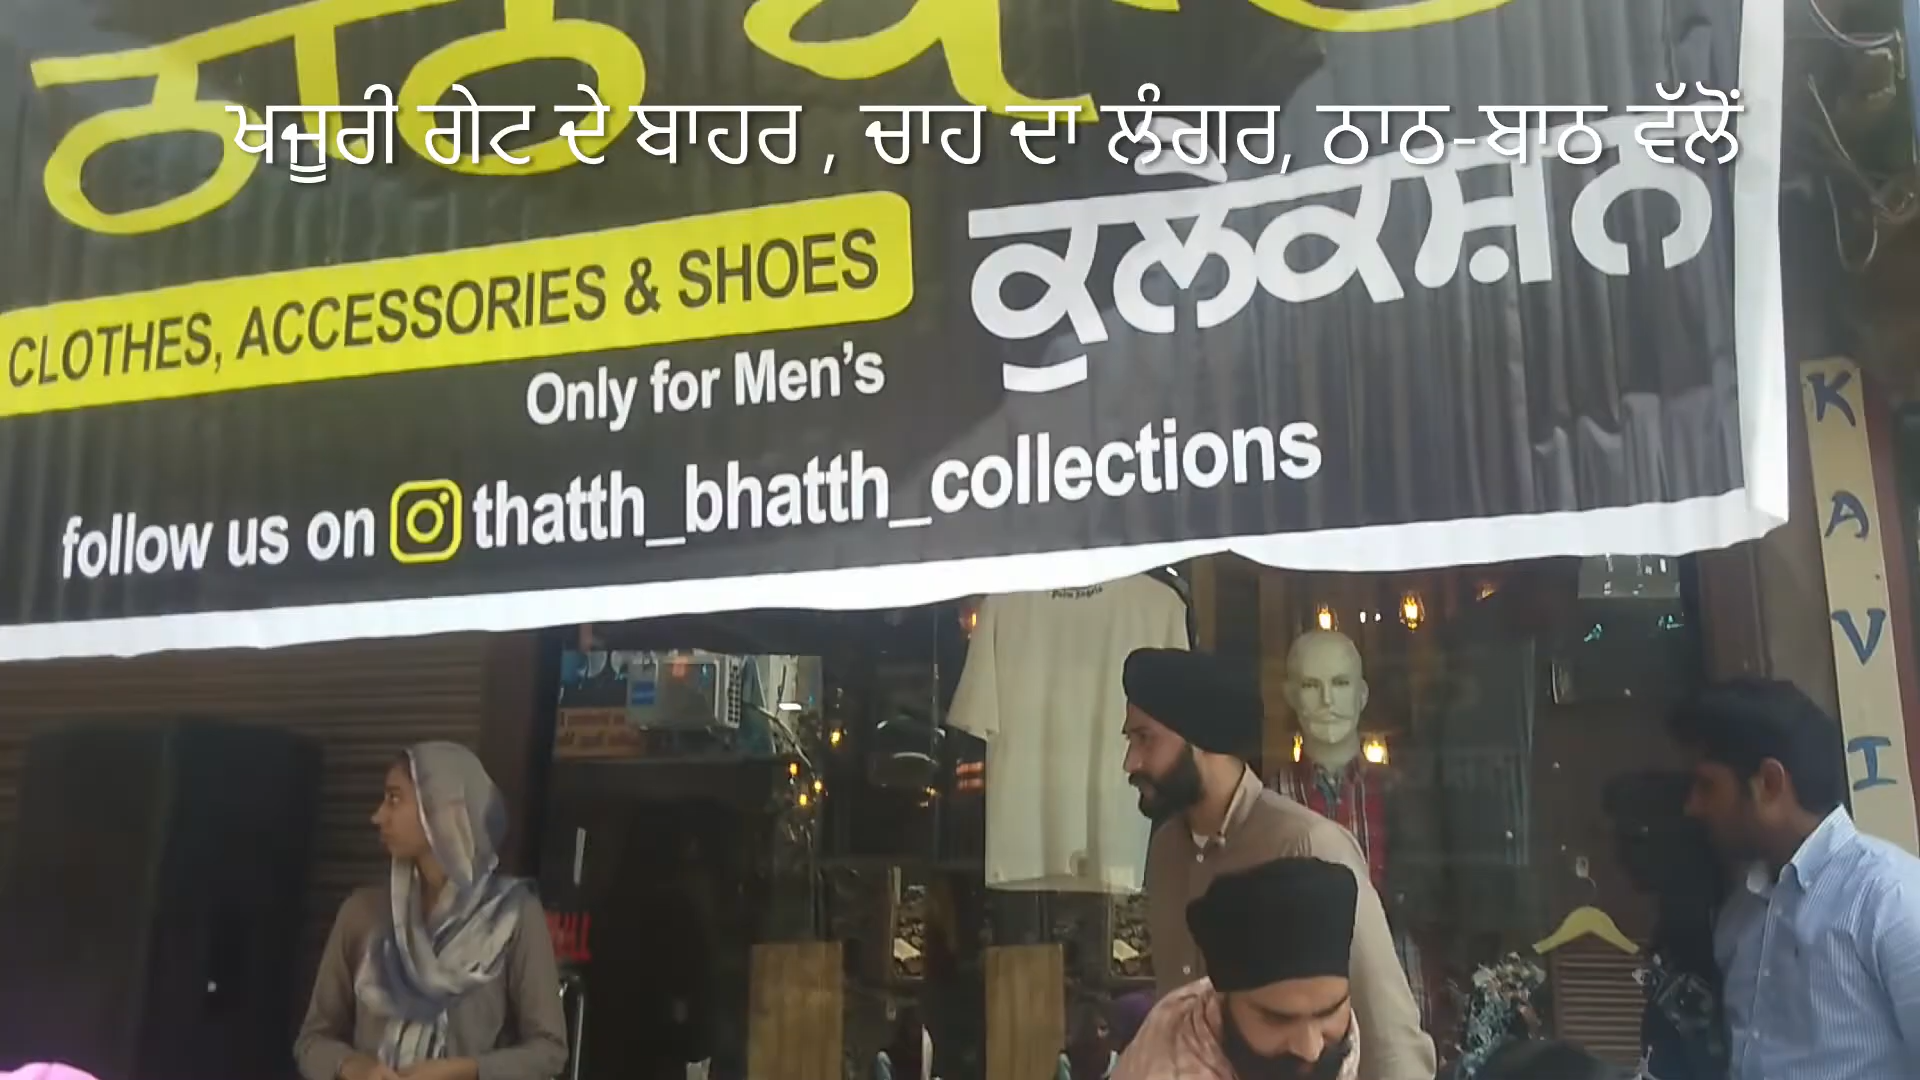 ਖਜੂਰੀ ਗੇਟ ਦੇ ਬਾਹਰ , ਚਾਹ ਦਾ ਲੰਗਰ, ਠਾਠ-ਬਾਠ ਵੱਲੋਂ
ਠਾਠ
ਕੁਲੈਕਸ਼ਨ
CLOTHES, ACCESSORIES & SHOES
Only for Men's
follow us on thatth_bhatth_collections
KAVI